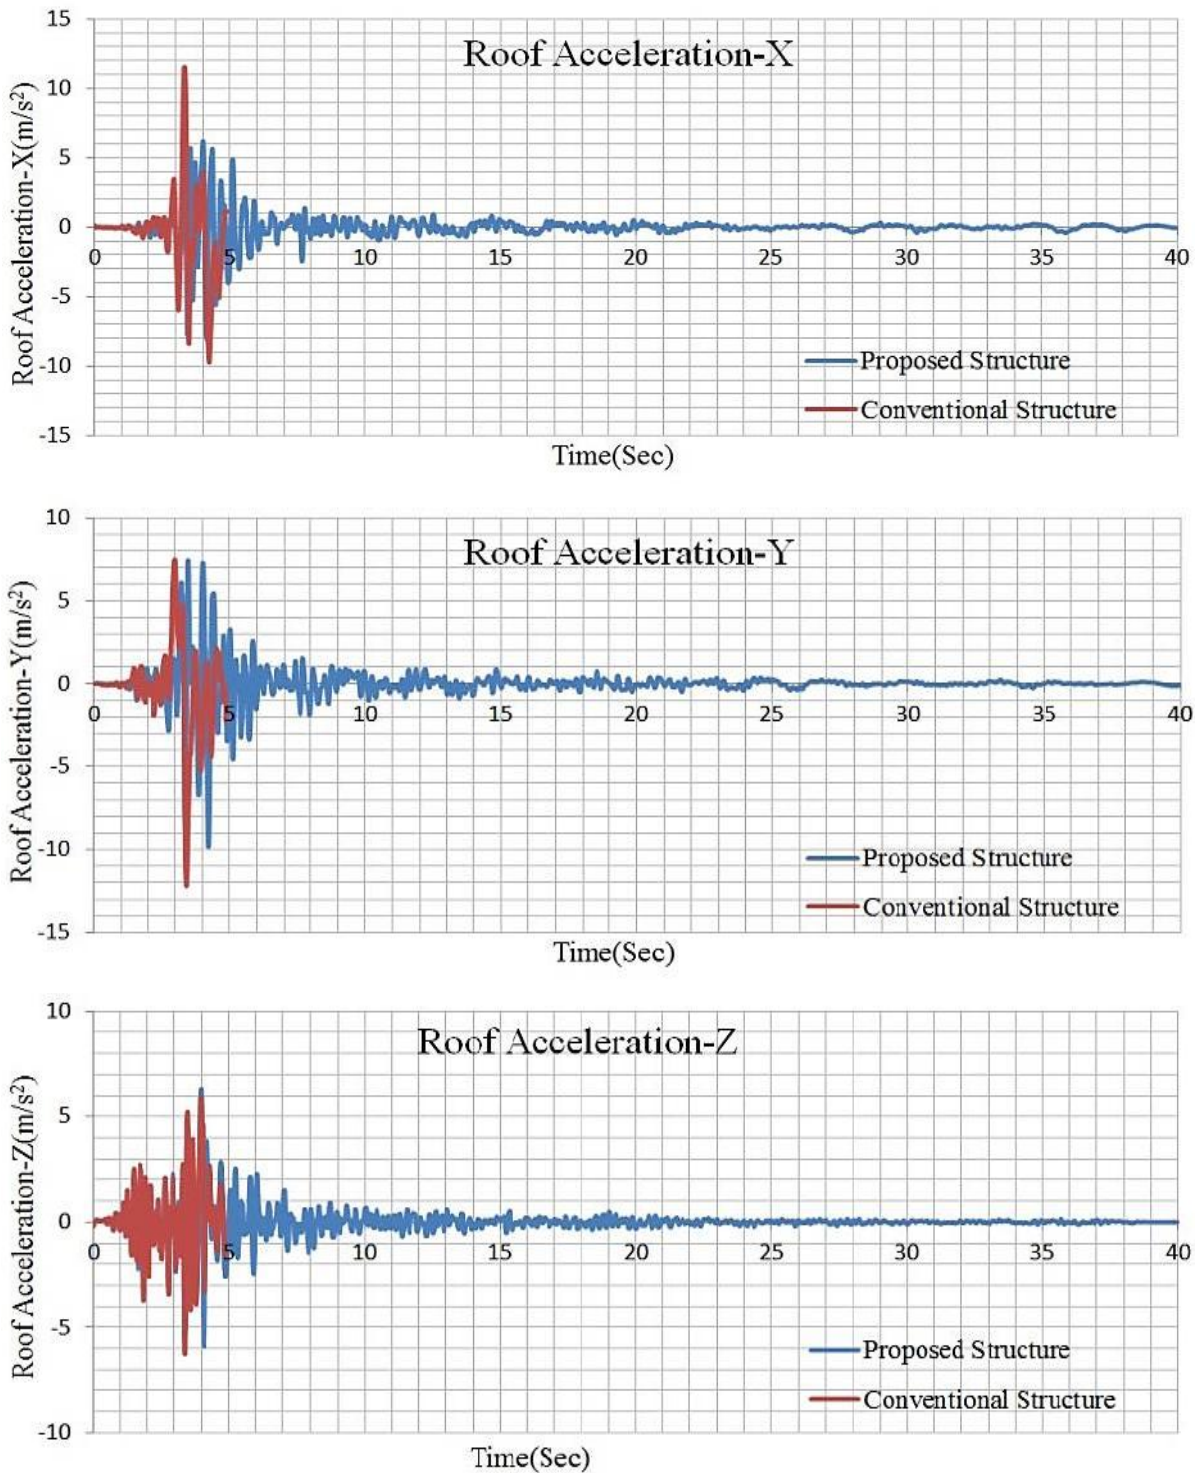 Roof Acceleration-X
Roof Acceleration-X(m/s²)
15
10
5
0
-5
-10
-15
0 5 10 15 20 25 30 35 40
Proposed Structure
Conventional Structure
Time(Sec)
Roof Acceleration-Y
Roof Acceleration-Y(m/s²)
10
5
0
-5
-10
-15
0 5 10 15 20 25 30 35 40
Proposed Structure
Conventional Structure
Time(Sec)
Roof Acceleration-Z
Roof Acceleration-Z(m/s²)
10
5
0
-5
-10
0 5 10 15 20 25 30 35 40
Proposed Structure
Conventional Structure
Time(Sec)